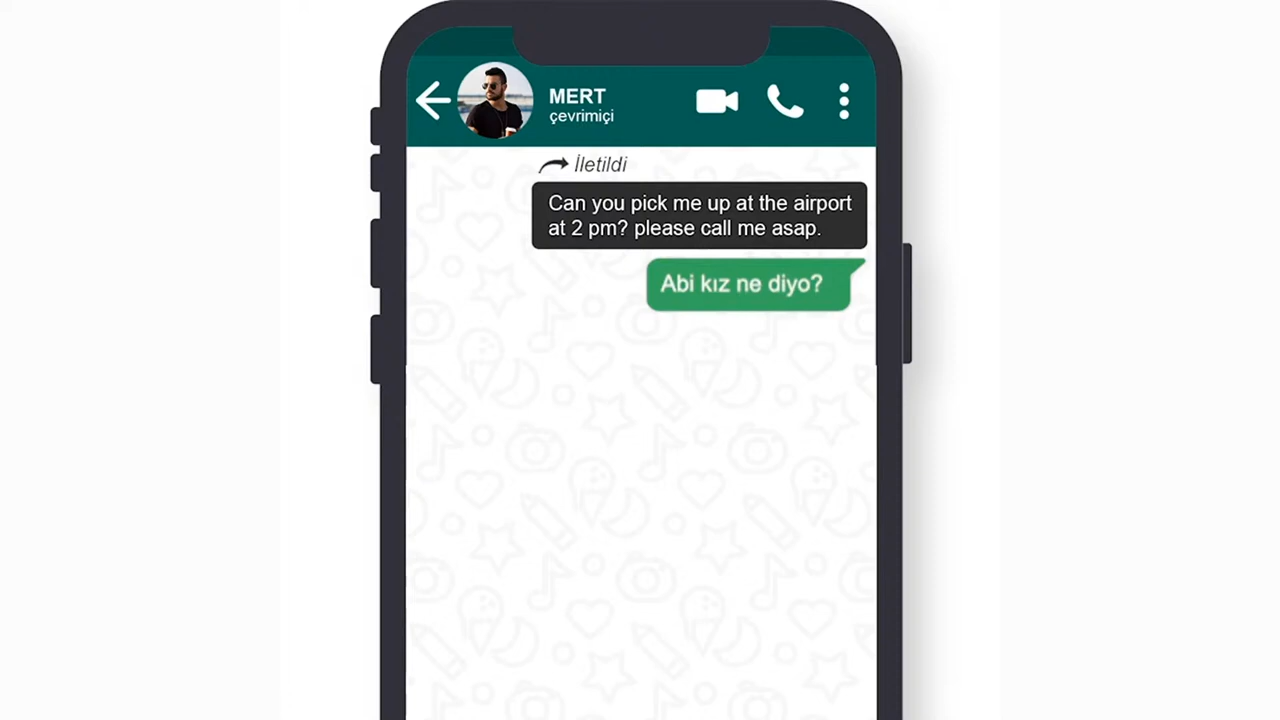 MERT
çevrimiçi
İletildi
Can you pick me up at the airport
at 2 pm? please call me asap.
Abi kız ne diyo?